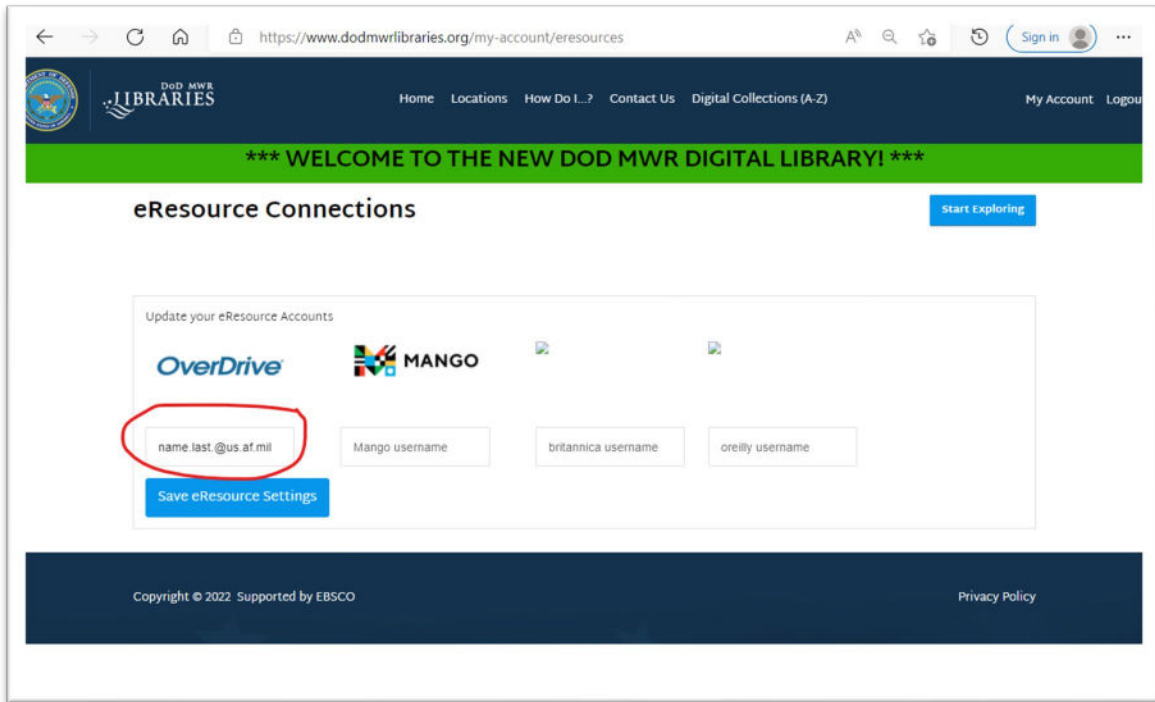 https://www.dodmwrlibraries.org/my-account/eresources
A
Sign in
DoD MWR
LIBRARIES
Home Locations How Do I...? Contact Us Digital Collections (A-Z)
My Account Logou
*** WELCOME TO THE NEW DOD MWR DIGITAL LIBRARY! ***
eResource Connections
Start Exploring
Update your eResource Accounts
OverDrive
MANGO
name.last.@us.af.mil
Mango username
britannica username
oreilly username
Save eResource Settings
Copyright © 2022 Supported by EBSCO
Privacy Policy